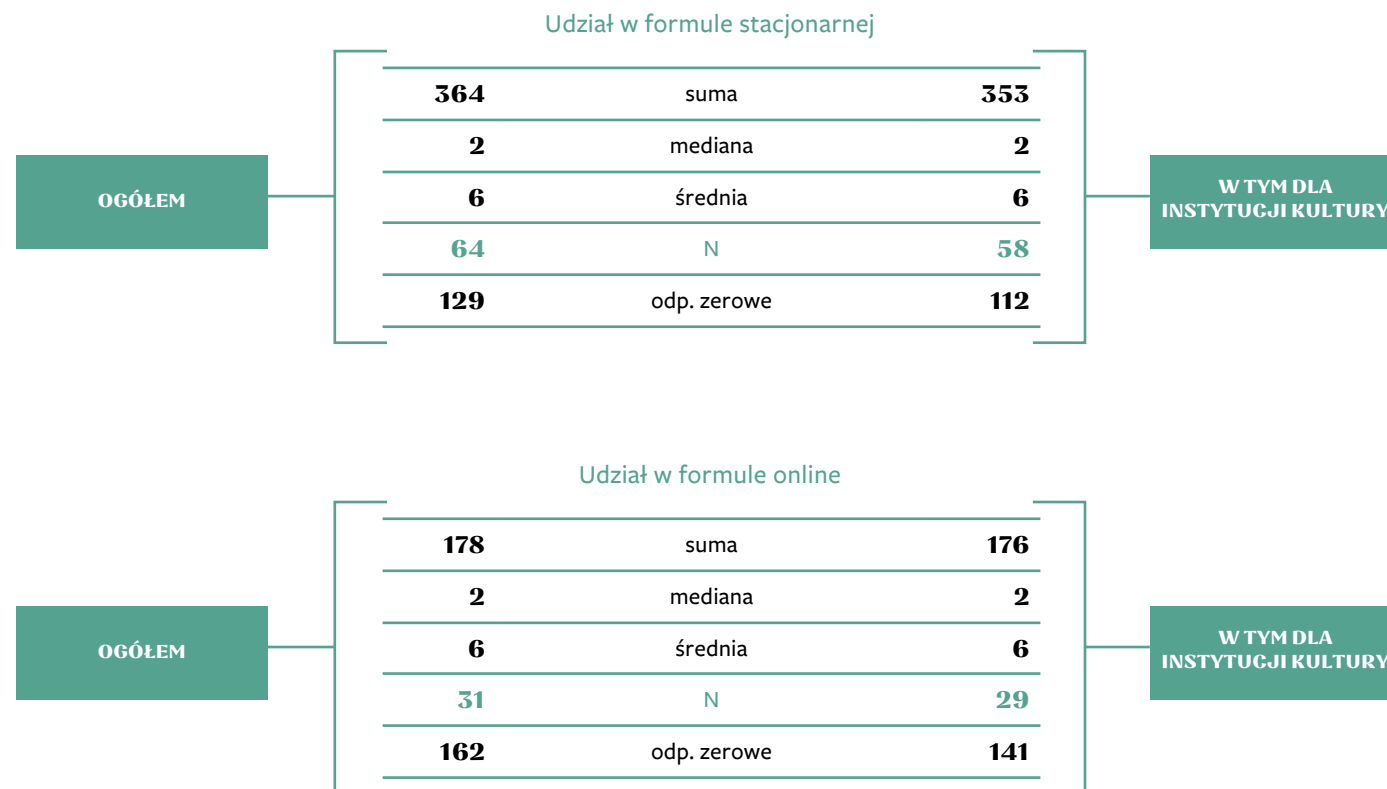 Udział w formule stacjonarnej
364 suma 353
2 mediana 2
OGÓŁEM
6 średnia 6
W TYM DLA
INSTYTUCJI KULTURY
64 N 58
129 odp. zerowe 112
Udział w formule online
178 suma 176
2 mediana 2
OGÓŁEM
6 średnia 6
W TYM DLA
INSTYTUCJI KULTURY
31 N 29
162 odp. zerowe 141